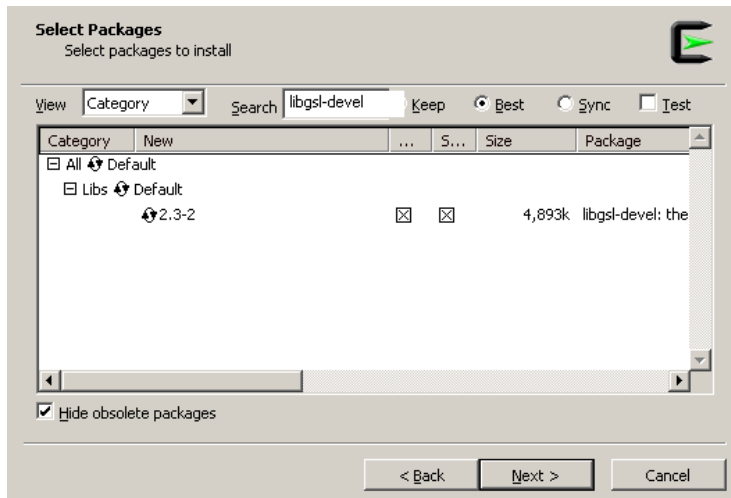 Select Packages
Select packages to install
View Category Search libgsl-devel Keep Best Sync Test
Category New ... S... Size Package
All Default
Libs Default
2.3-2 4,893k libgsl-devel: the
Hide obsolete packages
< Back Next > Cancel